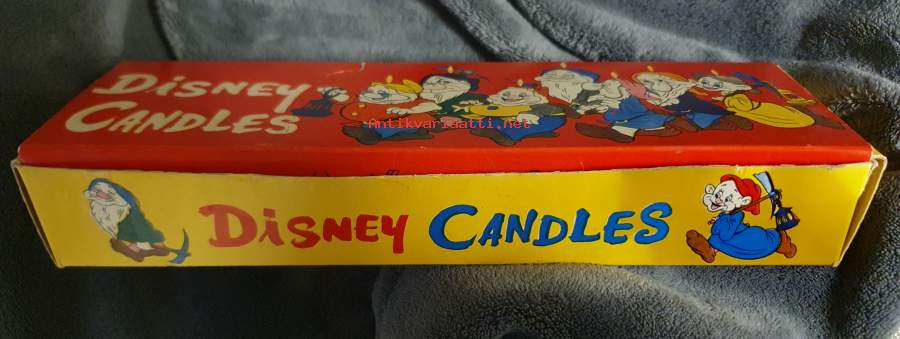 Disney
Candles
Antikvariaatti.net
Disney Candles